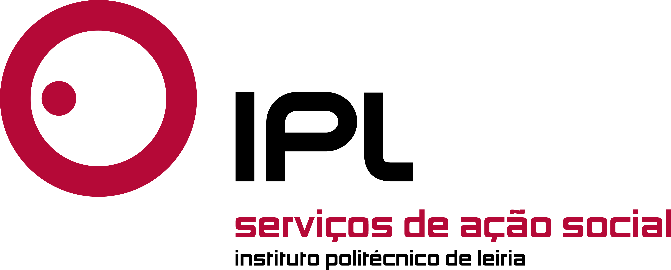 IPL
serviços de ação social
instituto politécnico de leiria